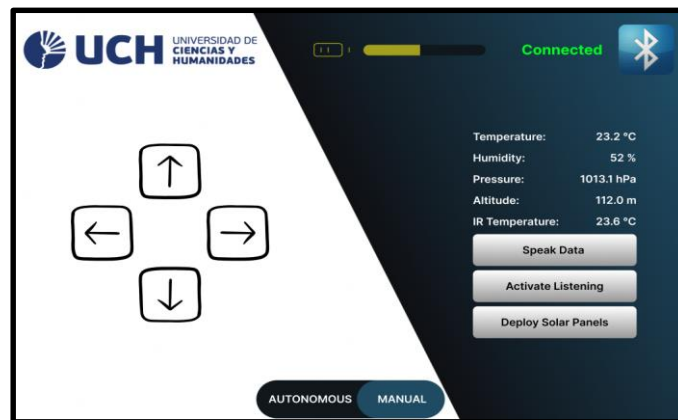 UCH
UNIVERSIDAD DE
CIENCIAS Y
HUMANIDADES
Connected
Temperature: 23.2 °C
Humidity: 52 %
Pressure: 1013.1 hPa
Altitude: 112.0 m
IR Temperature: 23.6 °C
Speak Data
Activate Listening
Deploy Solar Panels
AUTONOMOUS MANUAL